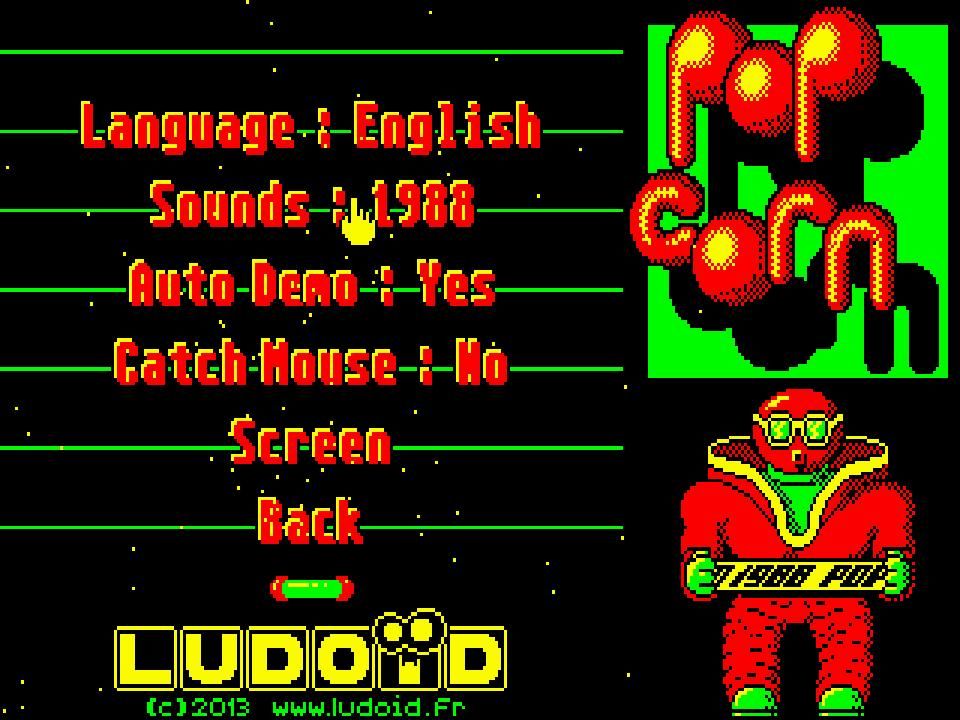 Language : English
Sounds : 1988
Auto Demo : Yes
Catch Mouse : No
Screen
Back
LUDOID
(c)2013 www.ludoid.fr
PoP
corn
1988 POP